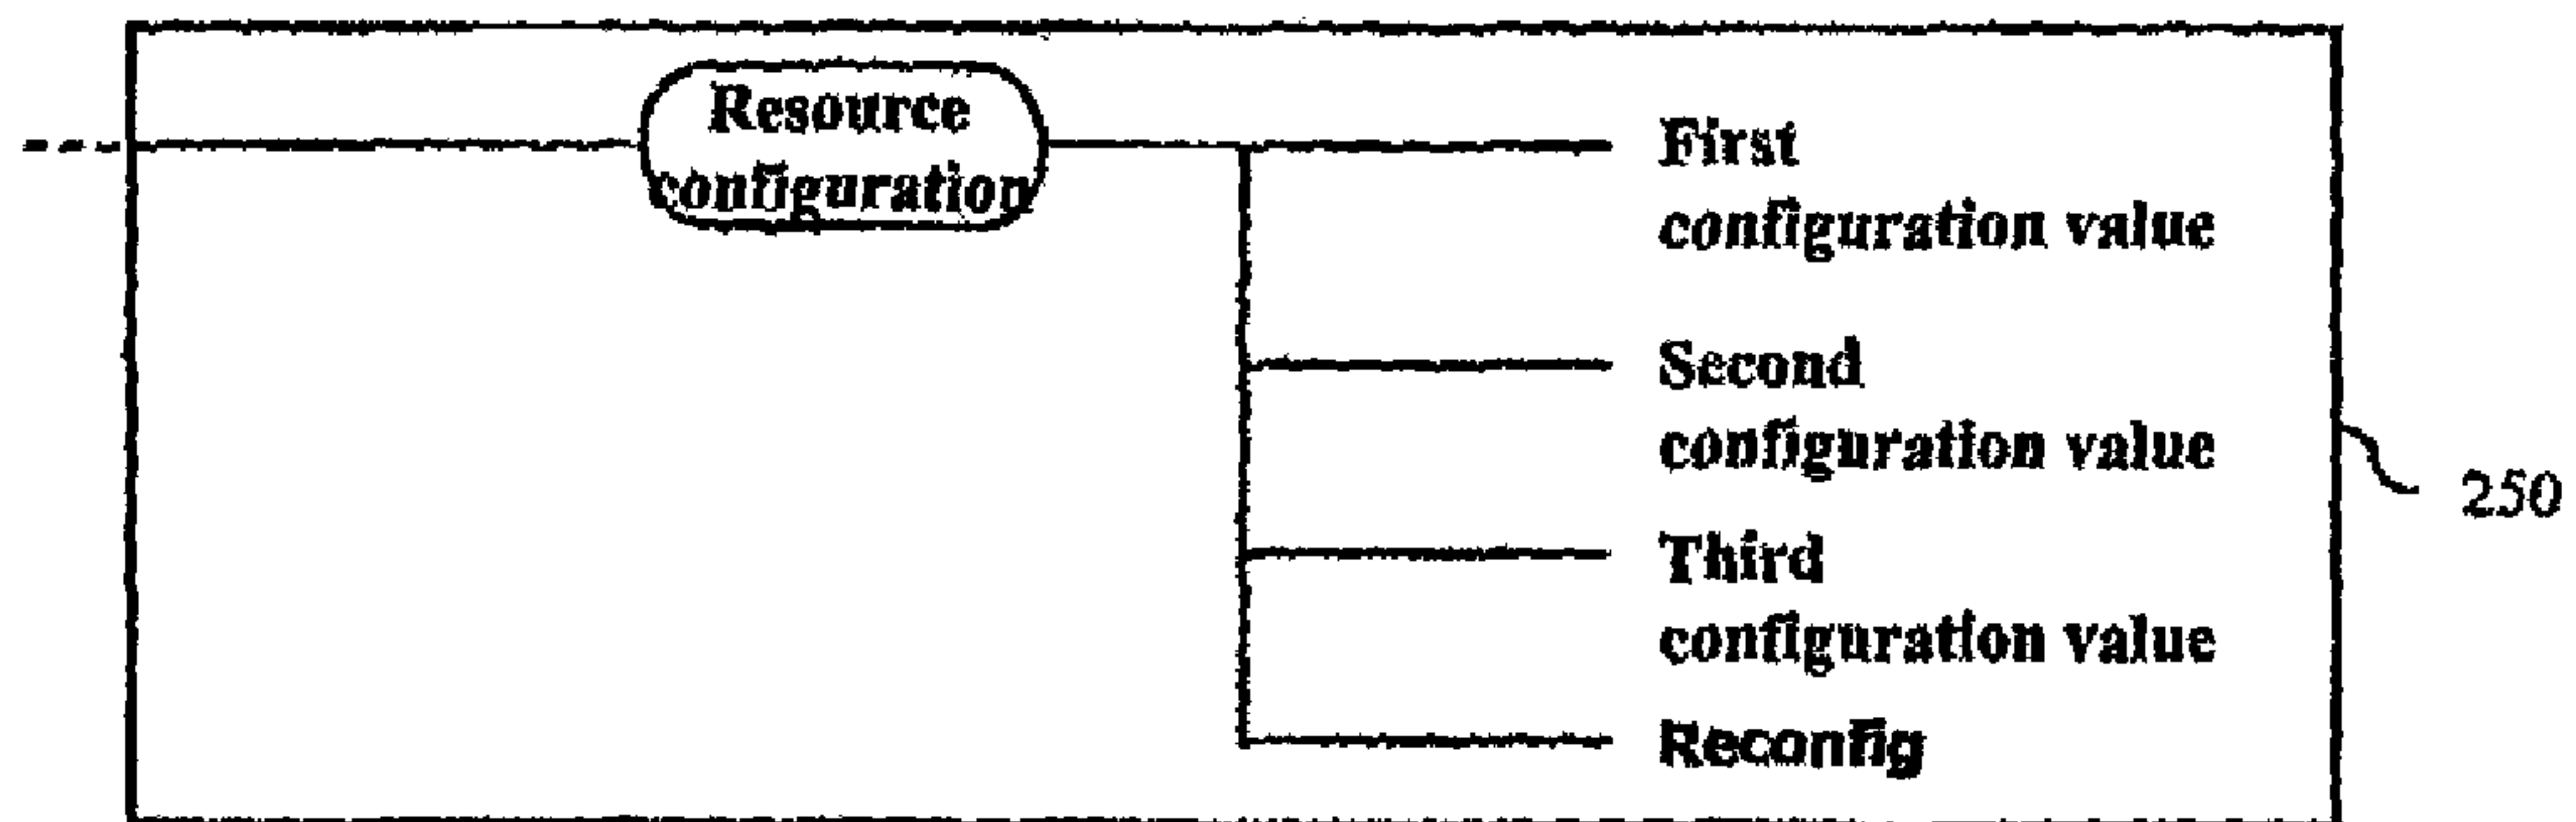 Resource
configuration
First
configuration value
Second
configuration value
250
Third
configuration value
Reconfig